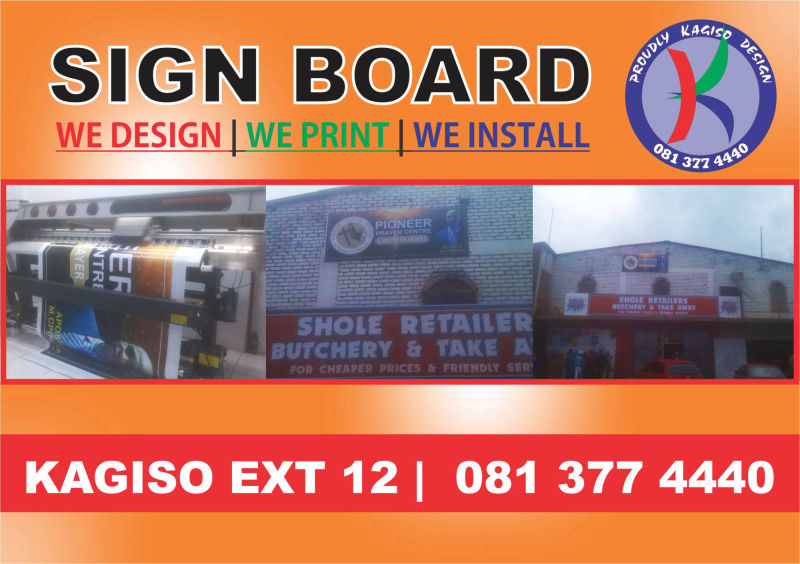 SIGN BOARD
WE DESIGN | WE PRINT | WE INSTALL
PROUDLY KAGISO DESIGN
081 377 4440
PIONEER
PRAYER CENTRE
SHOLE RETAILER
BUTCHERY & TAKE A
FOR CHEAPER PRICES & FRIENDLY SER
SHOLE RETAILERS
BUTCHERY & TAKE AWAY
KAGISO EXT 12 | 081 377 4440